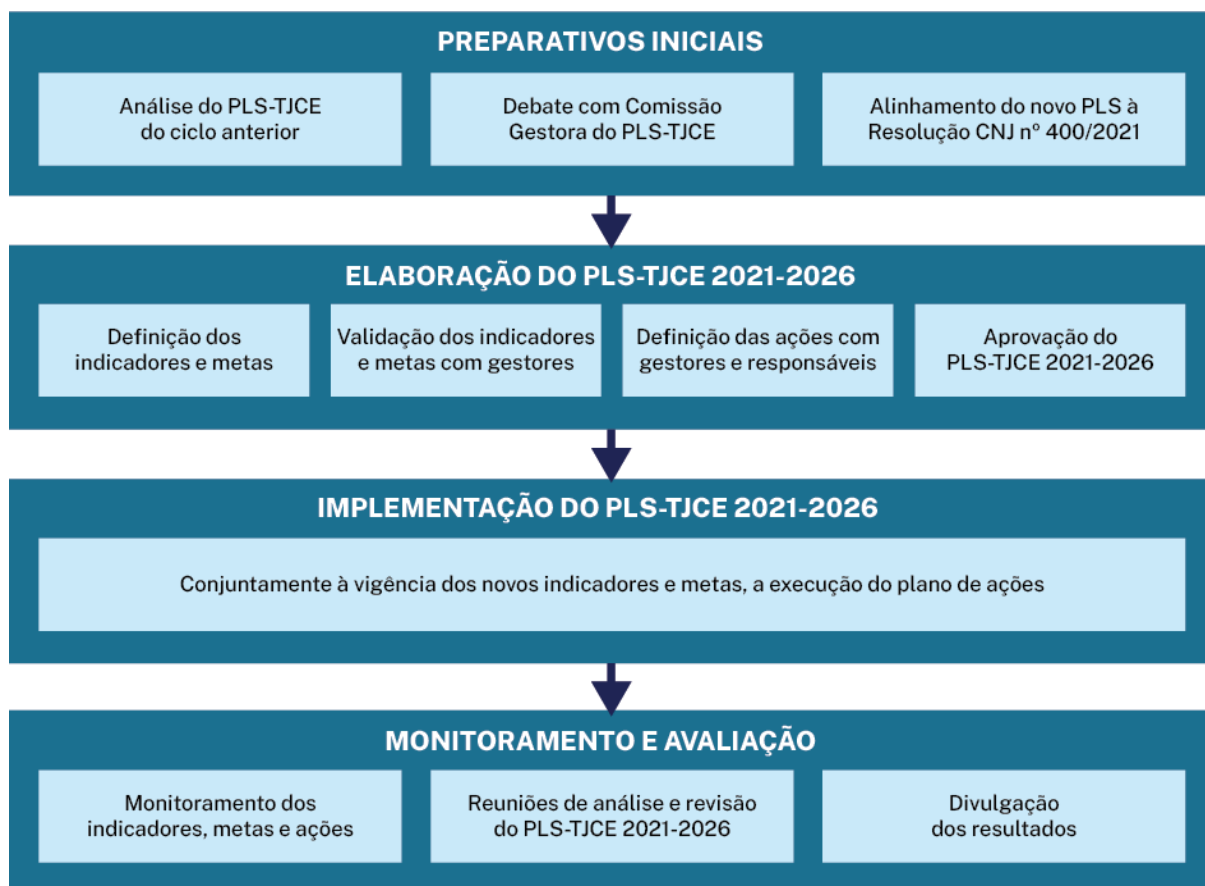 PREPARATIVOS INICIAIS
Análise do PLS-TJCE
do ciclo anterior
Debate com Comissão
Gestora do PLS-TJCE
Alinhamento do novo PLS à
Resolução CNJ nº 400/2021
ELABORAÇÃO DO PLS-TJCE 2021-2026
Definição dos
indicadores e metas
Validação dos indicadores
e metas com gestores
Definição das ações com
gestores e responsáveis
Aprovação do
PLS-TJCE 2021-2026
IMPLEMENTAÇÃO DO PLS-TJCE 2021-2026
Conjuntamente à vigência dos novos indicadores e metas, a execução do plano de ações
MONITORAMENTO E AVALIAÇÃO
Monitoramento dos
indicadores, metas e ações
Reuniões de análise e revisão
do PLS-TJCE 2021-2026
Divulgação
dos resultados